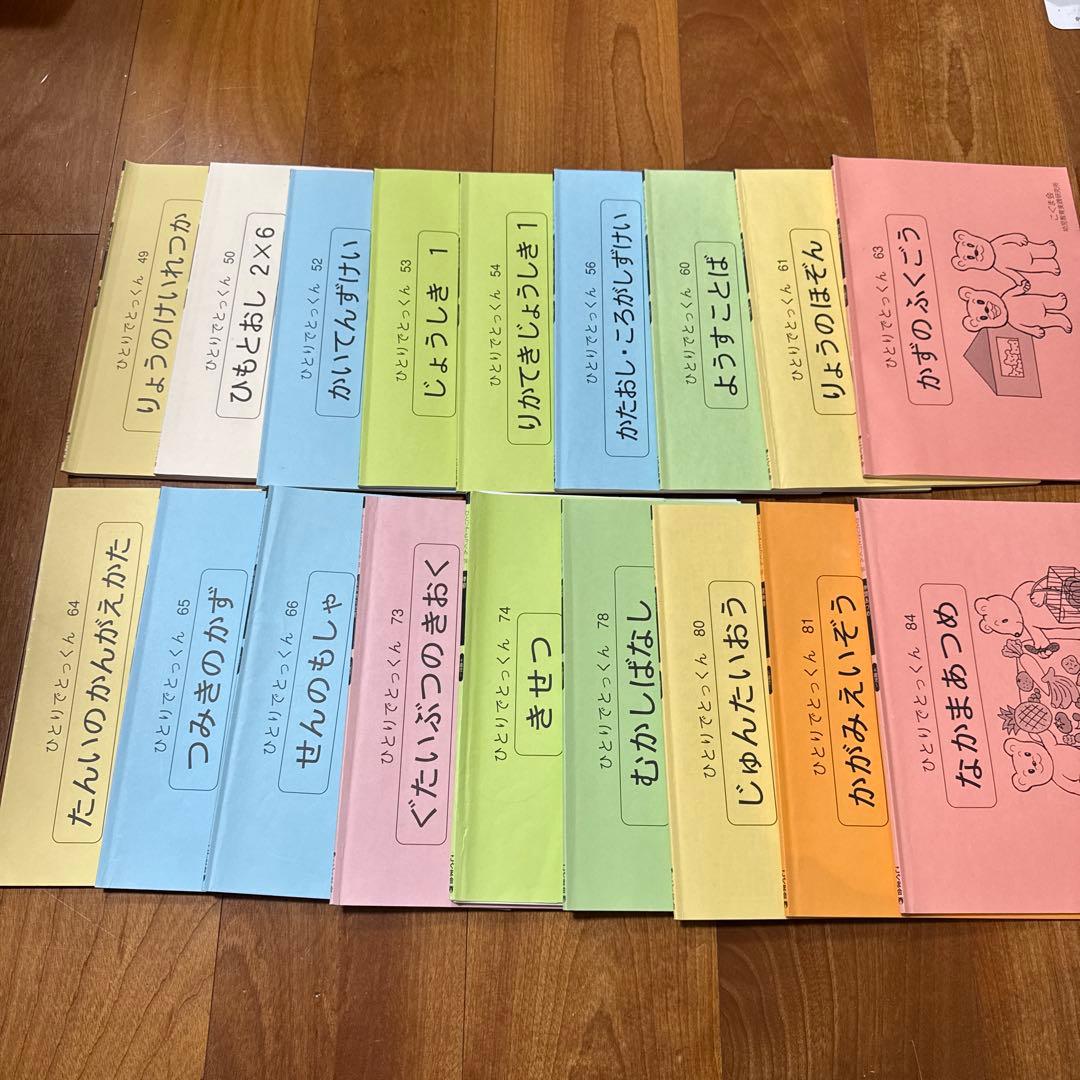 ひとりでとっくん 49
りょうのけいれつか
ひとりでとっくん 50
ひもとおし 2×6
ひとりでとっくん 52
かいてんずけい
ひとりでとっくん 53
じょうしき 1
ひとりでとっくん 54
りかてきじょうしき 1
ひとりでとっくん 56
かたおし・ころがしずけい
ひとりでとっくん 60
ようすことば
ひとりでとっくん 61
りょうのほぞん
ひとりでとっくん 63
かずのふくごう
こぐま会
幼児教育実践研究所
ひとりでとっくん 64
たんいのかんがえかた
ひとりでとっくん 65
つみきのかず
ひとりでとっくん 66
せんのもしゃ
ひとりでとっくん 73
ぐたいぶつのきおく
ひとりでとっくん 74
きせつ
ひとりでとっくん 78
むかしばなし
ひとりでとっくん 80
じゅんたいおう
ひとりでとっくん 81
かがみえいぞう
ひとりでとっくん 84
なかまあつめ